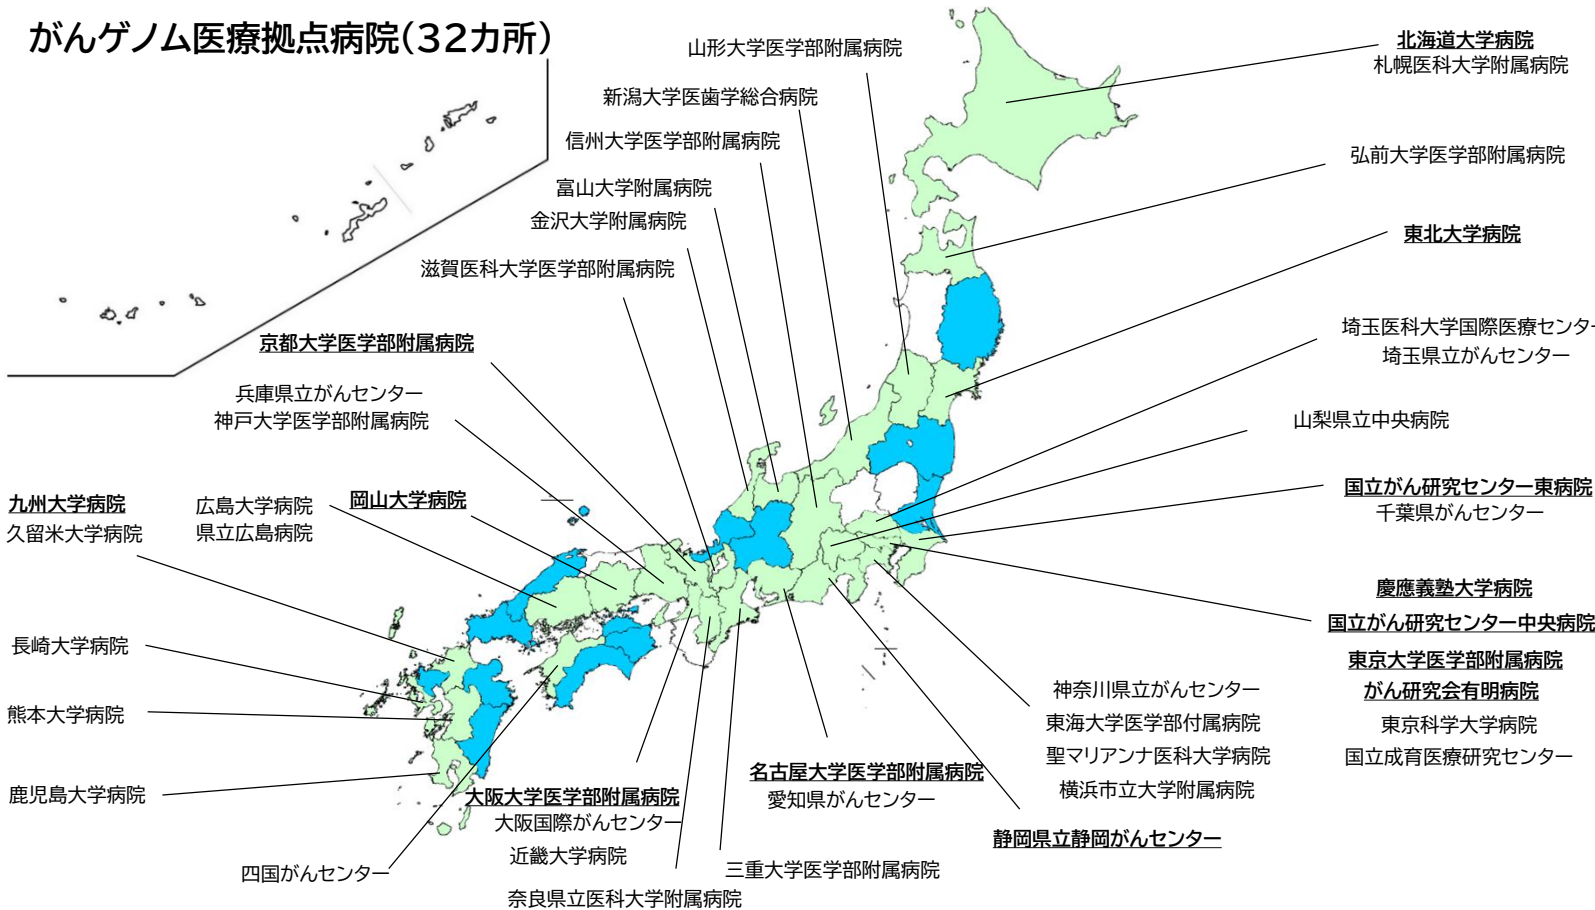 がんゲノム医療拠点病院(32カ所)
山形大学医学部附属病院
新潟大学医歯学総合病院
信州大学医学部附属病院
富山大学附属病院
金沢大学附属病院
滋賀医科大学医学部附属病院
京都大学医学部附属病院
兵庫県立がんセンター
神戸大学医学部附属病院
岡山大学病院
広島大学病院
県立広島病院
九州大学病院
久留米大学病院
長崎大学病院
熊本大学病院
鹿児島大学病院
四国がんセンター
大阪大学医学部附属病院
大阪国際がんセンター
近畿大学病院
奈良県立医科大学附属病院
三重大学医学部附属病院
名古屋大学医学部附属病院
愛知県がんセンター
静岡県立静岡がんセンター
神奈川県立がんセンター
東海大学医学部付属病院
聖マリアンナ医科大学病院
横浜市立大学附属病院
北海道大学病院
札幌医科大学附属病院
弘前大学医学部附属病院
東北大学病院
埼玉医科大学国際医療センター
埼玉県立がんセンター
山梨県立中央病院
国立がん研究センター東病院
千葉県がんセンター
慶應義塾大学病院
国立がん研究センター中央病院
東京大学医学部附属病院
がん研究会有明病院
東京科学大学病院
国立成育医療研究センター